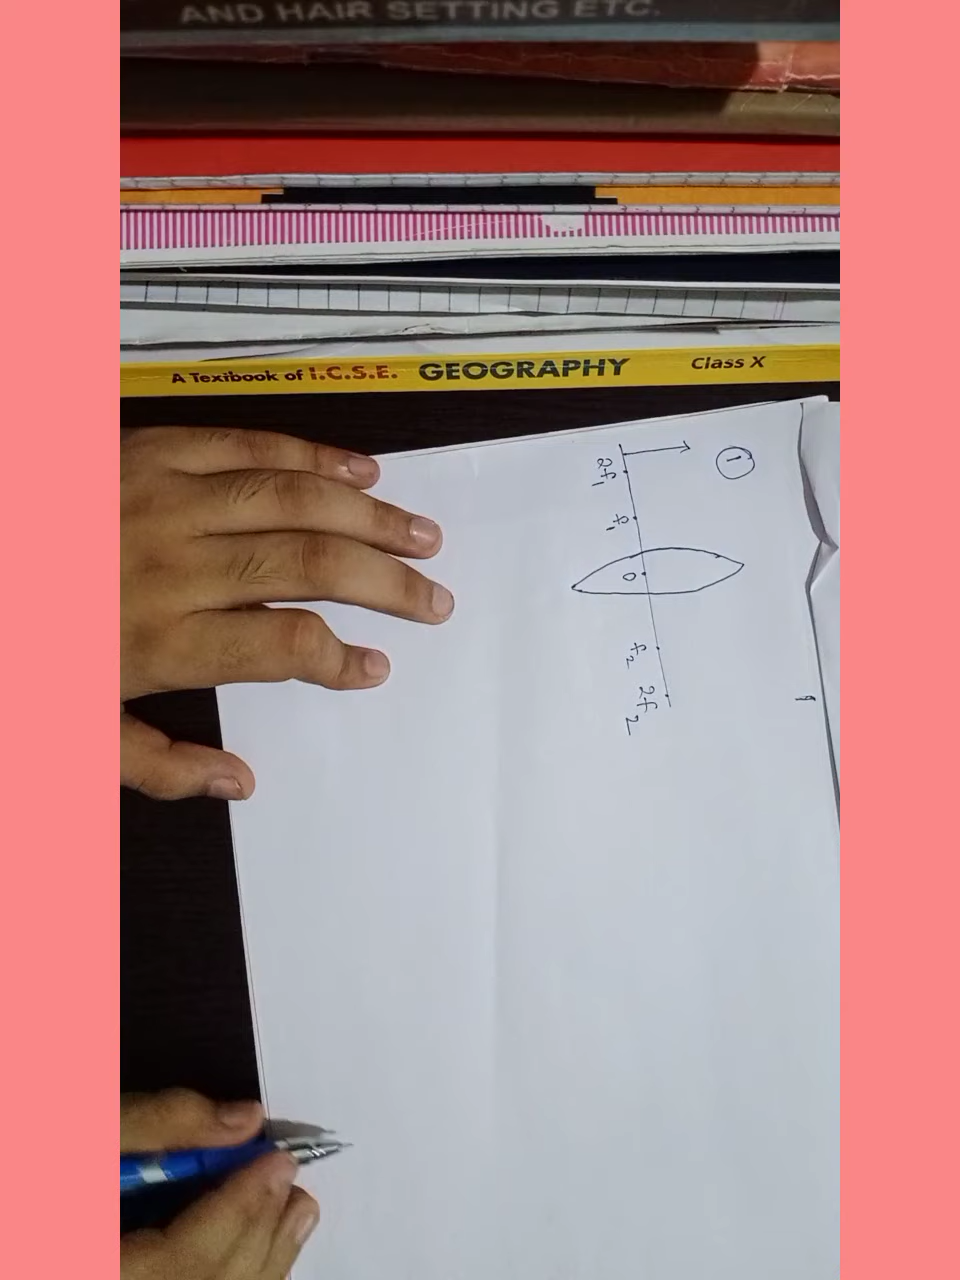 AND HAIR SETTING ETC.
A Textbook of I.C.S.E. GEOGRAPHY Class X
1
2f1 f1 O f2 2f2